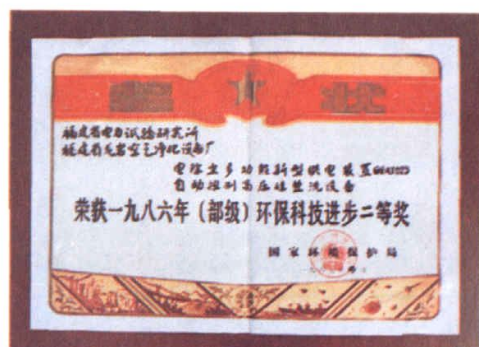 奖状
福建省电力试验研究所
福建省龙岩空气净化设备厂
电除尘多功能新型供电装置
自动控制高压硅整流设备
荣获一九八六年（部级）环保科技进步二等奖
国家环境保护局